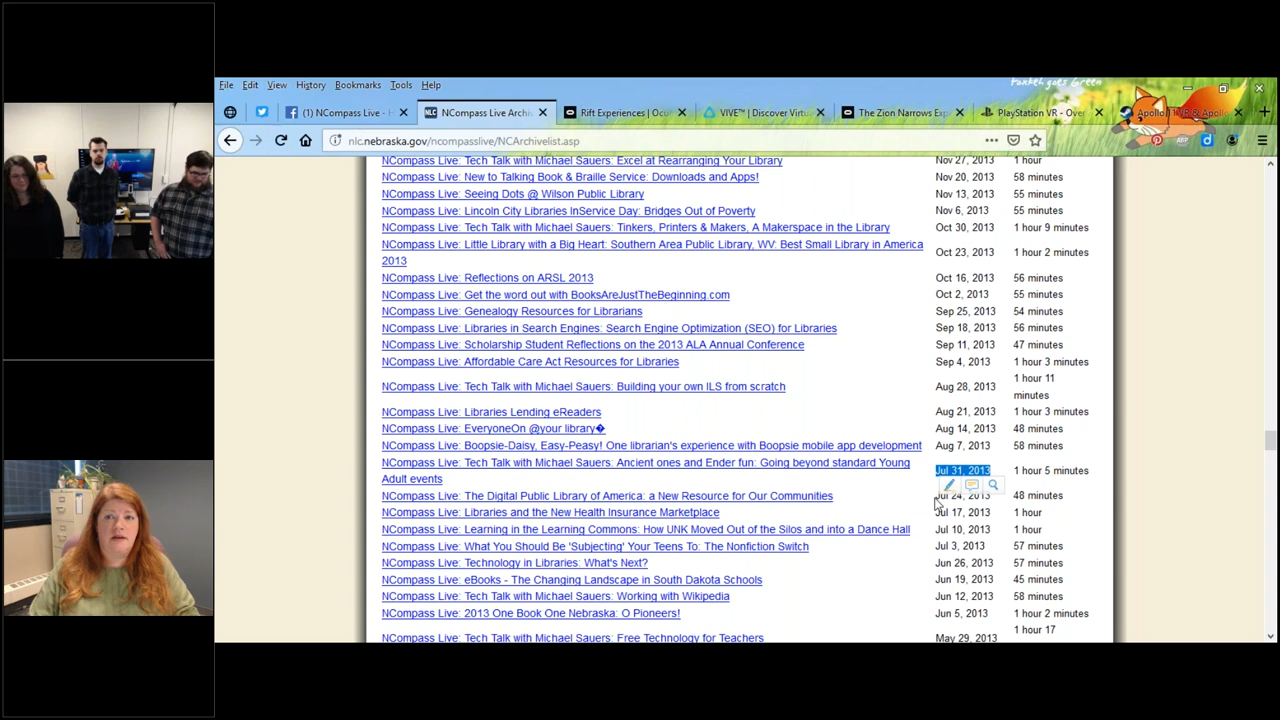 Foxkeh goes Green
File Edit View History Bookmarks Tools Help
(1) NCompass Live - NCompass Live Archi Rift Experiences | Ocu VIVE™ | Discover Virtu The Zion Narrows Exp PlayStation VR - Over Apollo
nlc.nebraska.gov/ncompasslive/NCArchivelist.asp
NCompass Live: Tech Talk with Michael Sauers: Excel at Rearranging Your Library Nov 27, 2013 1 hour
NCompass Live: New to Talking Book & Braille Service: Downloads and Apps! Nov 20, 2013 58 minutes
NCompass Live: Seeing Dots @ Wilson Public Library Nov 13, 2013 55 minutes
NCompass Live: Lincoln City Libraries InService Day: Bridges Out of Poverty Nov 6, 2013 55 minutes
NCompass Live: Tech Talk with Michael Sauers: Tinkers, Printers & Makers, A Makerspace in the Library Oct 30, 2013 1 hour 9 minutes
NCompass Live: Little Library with a Big Heart: Southern Area Public Library, WV: Best Small Library in America
2013 Oct 23, 2013 1 hour 2 minutes
NCompass Live: Reflections on ARSL 2013 Oct 16, 2013 56 minutes
NCompass Live: Get the word out with BooksAreJustTheBeginning.com Oct 2, 2013 55 minutes
NCompass Live: Genealogy Resources for Librarians Sep 25, 2013 54 minutes
NCompass Live: Libraries in Search Engines: Search Engine Optimization (SEO) for Libraries Sep 18, 2013 56 minutes
NCompass Live: Scholarship Student Reflections on the 2013 ALA Annual Conference Sep 11, 2013 47 minutes
NCompass Live: Affordable Care Act Resources for Libraries Sep 4, 2013 1 hour 3 minutes
NCompass Live: Tech Talk with Michael Sauers: Building your own ILS from scratch Aug 28, 2013 1 hour 11
minutes
NCompass Live: Libraries Lending eReaders Aug 21, 2013 1 hour 3 minutes
NCompass Live: EveryoneOn @your library� Aug 14, 2013 48 minutes
NCompass Live: Boopsie-Daisy, Easy-Peasy! One librarian's experience with Boopsie mobile app development Aug 7, 2013 58 minutes
NCompass Live: Tech Talk with Michael Sauers: Ancient ones and Ender fun: Going beyond standard Young
Adult events Jul 31, 2013 1 hour 5 minutes
NCompass Live: The Digital Public Library of America: a New Resource for Our Communities Jul 24, 2013 48 minutes
NCompass Live: Libraries and the New Health Insurance Marketplace Jul 17, 2013 1 hour
NCompass Live: Learning in the Learning Commons: How UNK Moved Out of the Silos and into a Dance Hall Jul 10, 2013 1 hour
NCompass Live: What You Should Be 'Subjecting' Your Teens To: The Nonfiction Switch Jul 3, 2013 57 minutes
NCompass Live: Technology in Libraries: What's Next? Jun 26, 2013 57 minutes
NCompass Live: eBooks - The Changing Landscape in South Dakota Schools Jun 19, 2013 45 minutes
NCompass Live: Tech Talk with Michael Sauers: Working with Wikipedia Jun 12, 2013 58 minutes
NCompass Live: 2013 One Book One Nebraska: O Pioneers! Jun 5, 2013 1 hour 2 minutes
NCompass Live: Tech Talk with Michael Sauers: Free Technology for Teachers May 29, 2013 1 hour 17